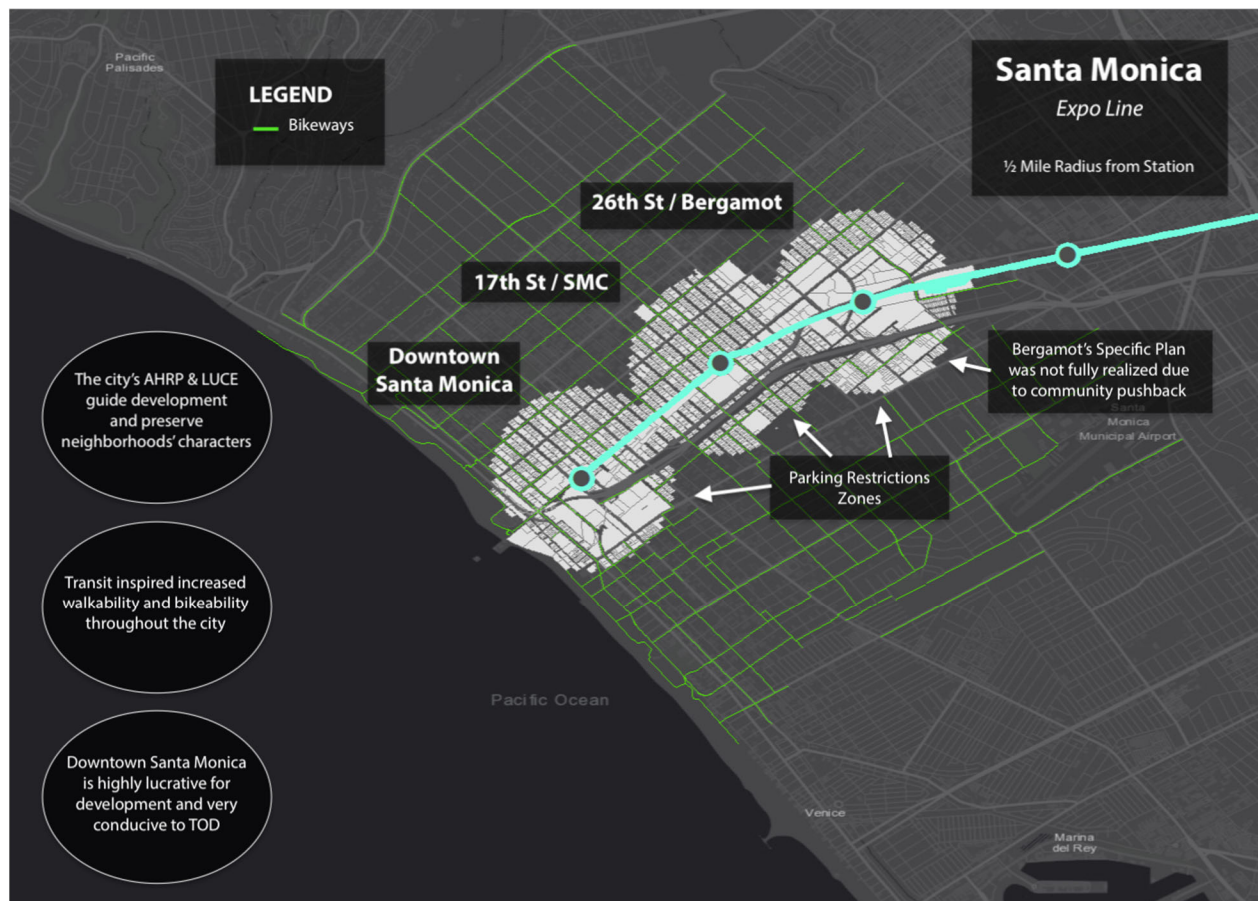 Pacific
Palisades
LEGEND
Bikeways
Santa Monica
Expo Line
½ Mile Radius from Station
26th St / Bergamot
17th St / SMC
Downtown
Santa Monica
Bergamot's Specific Plan
was not fully realized due
to community pushback
Santa
Monica
Municipal Airport
Parking Restrictions
Zones
The city's AHRP & LUCE
guide development
and preserve
neighborhoods' characters
Transit inspired increased
walkability and bikeability
throughout the city
Downtown Santa Monica
is highly lucrative for
development and very
conducive to TOD
Pacific Ocean
Venice
Marina
del Rey